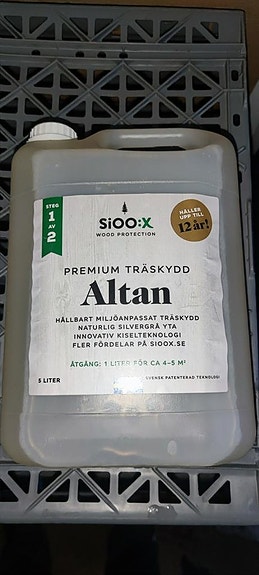 STEG
1
AV
2
SiOO:X
WOOD PROTECTION
HÅLLER
UPP TILL
12 år!
PREMIUM TRÄSKYDD
Altan
HÅLLBART MILJÖANPASSAT TRÄSKYDD
NATURLIG SILVERGRÅ YTA
INNOVATIV KISELTEKNOLOGI
FLER FÖRDELAR PÅ SIOOX.SE
ÅTGÅNG: 1 LITER FÖR CA 4–5 M²
5 LITER
SVENSK PATENTERAD TEKNOLOGI